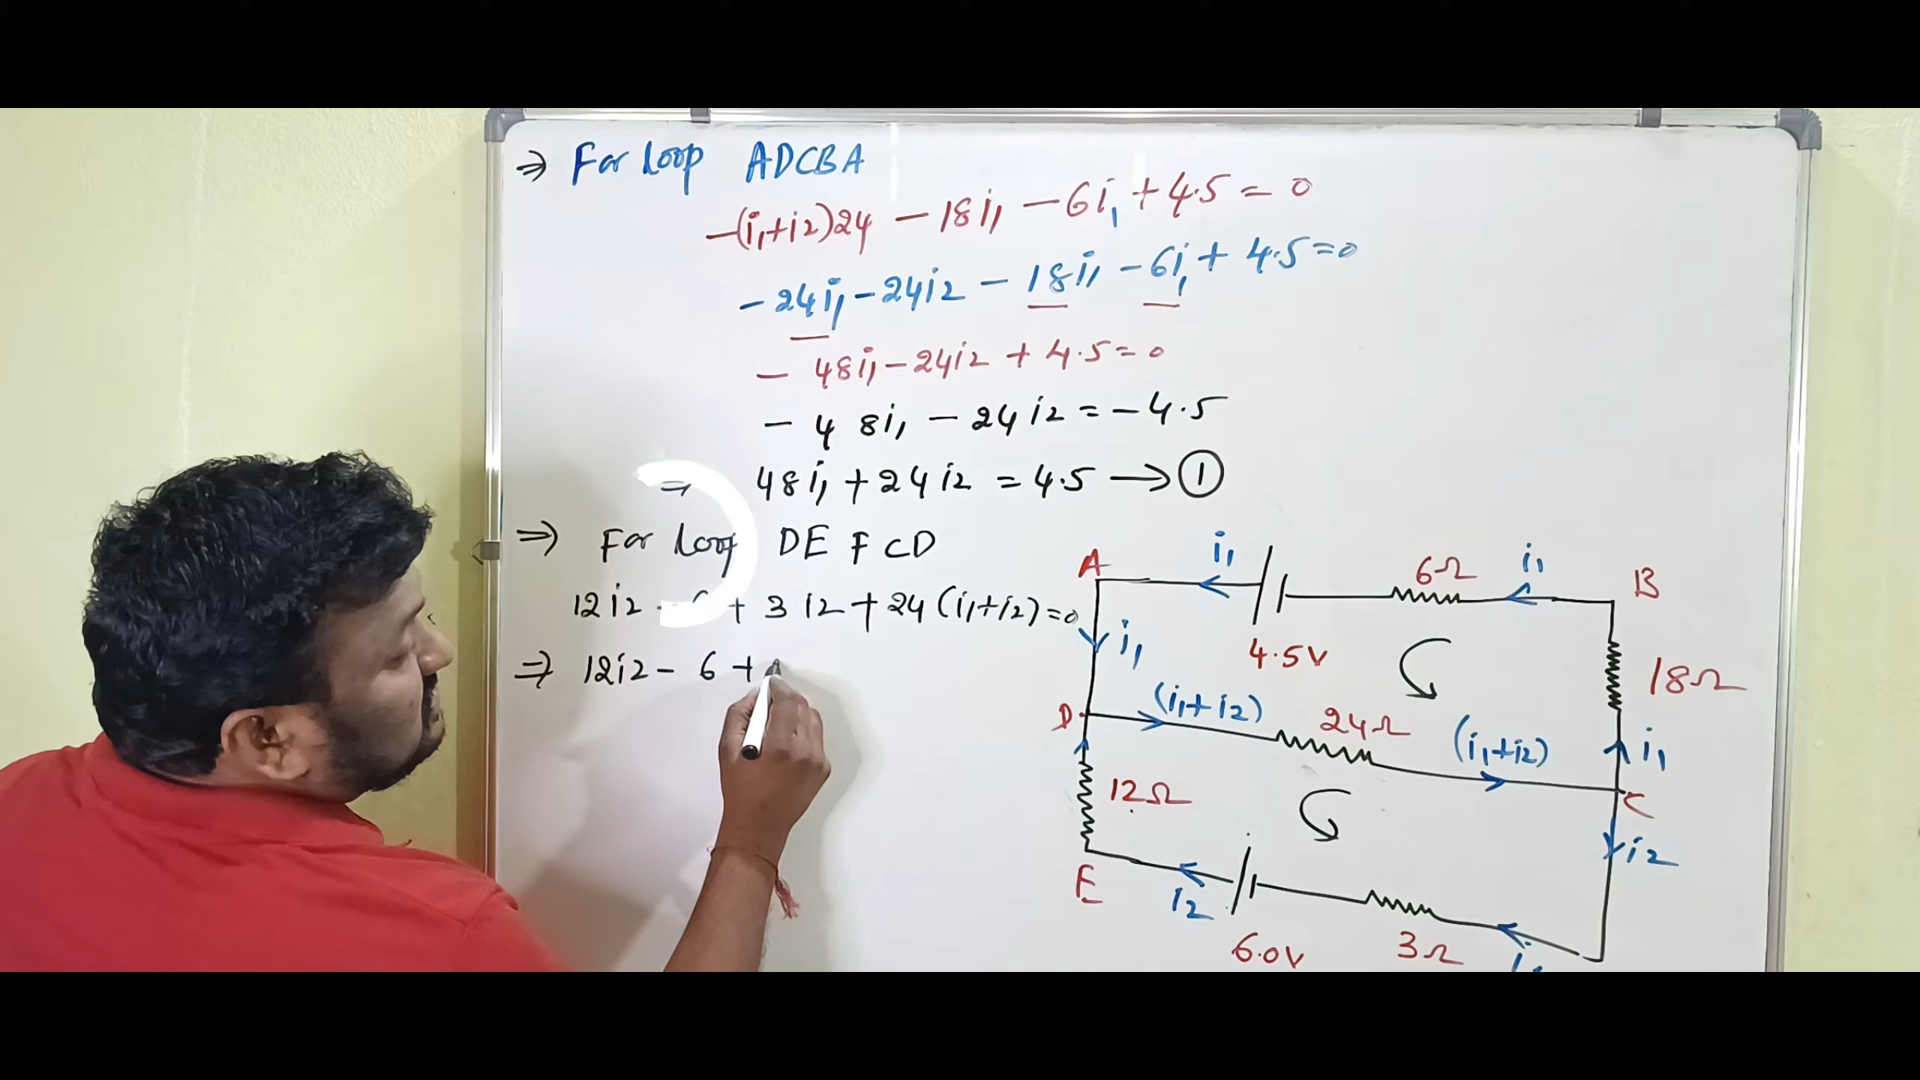 ⇒ For Loop ADCBA
-(i₁+i2)24 - 18i₁ - 6i₁ + 4.5 = 0
- 24i₁ - 24i2 - 18i₁ - 6i₁ + 4.5 = 0
- 48i₁ - 24i2 + 4.5 = 0
- 48i₁ - 24i2 = - 4.5
⇒ 48i₁ + 24i2 = 4.5 → ①
⇒ For Loop DEFCD
12i2 - 6 + 3i2 + 24(i₁+i2) = 0
⇒ 12i2 - 6 +
A i₁ 6Ω i₁ B
i₁ 4.5V 18Ω
D (i₁+i2) 24Ω (i₁+i2) i₁
12Ω C
i2
E i2
6.0V 3Ω